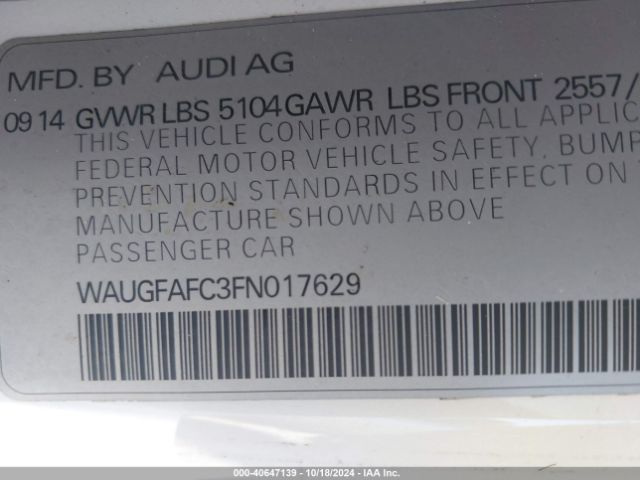 MFD. BY AUDI AG
09 14 GVWR LBS 5104 GAWR LBS FRONT 2557/
THIS VEHICLE CONFORMS TO ALL APPLIC
FEDERAL MOTOR VEHICLE SAFETY, BUMP
PREVENTION STANDARDS IN EFFECT ON
MANUFACTURE SHOWN ABOVE
PASSENGER CAR
WAUGFAFC3FN017629
000-40647139 - 10/18/2024 - IAA Inc.